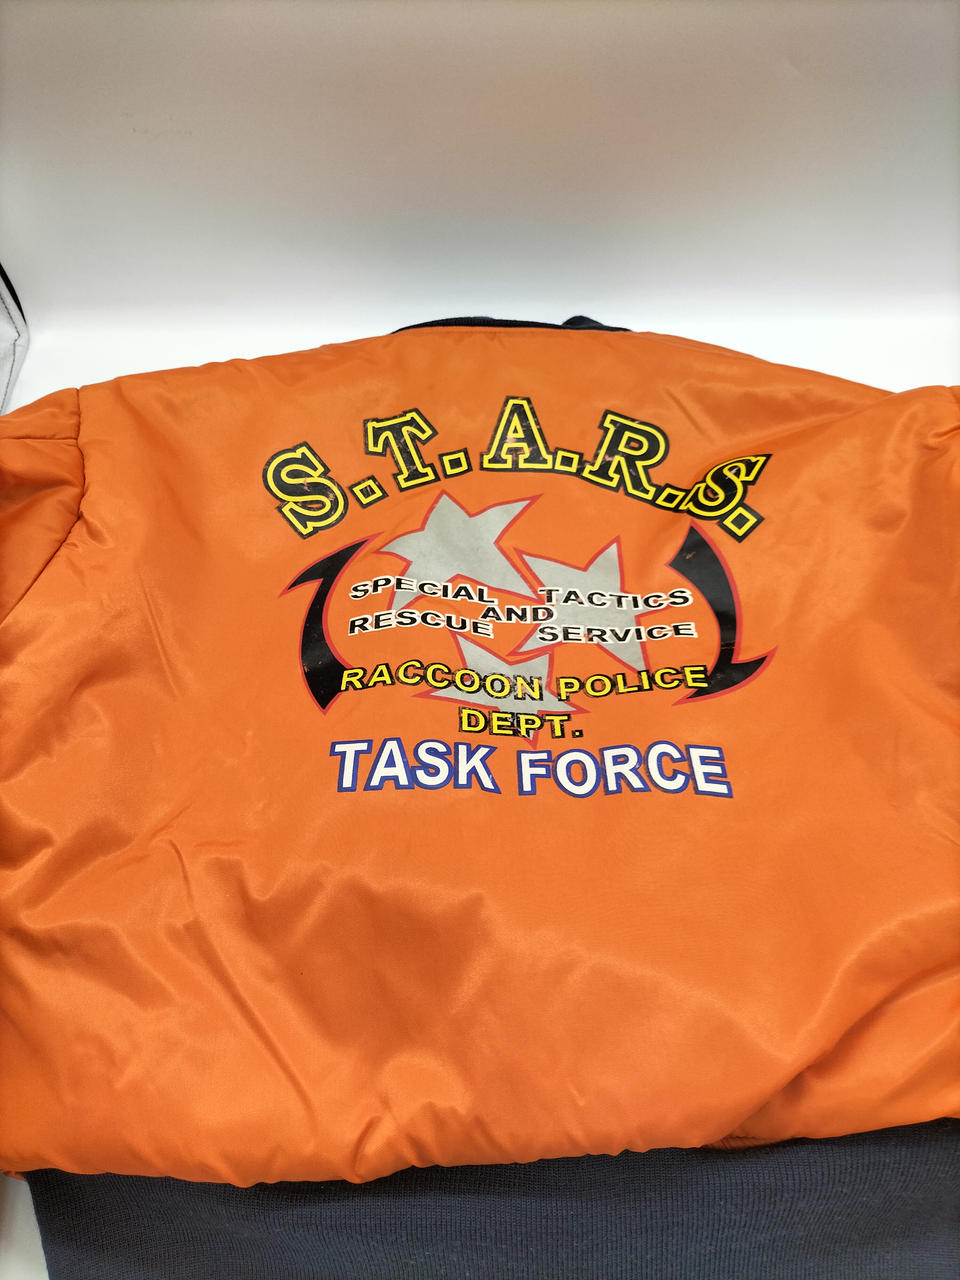 S.T.A.R.S.
SPECIAL TACTICS
AND
RESCUE SERVICE
RACCOON POLICE
DEPT.
TASK FORCE